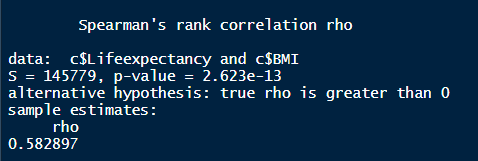 Spearman's rank correlation rho
data:  c$Lifeexpectancy and c$BMI
S = 145779, p-value = 2.623e-13
alternative hypothesis: true rho is greater than 0
sample estimates:
rho
0.582897